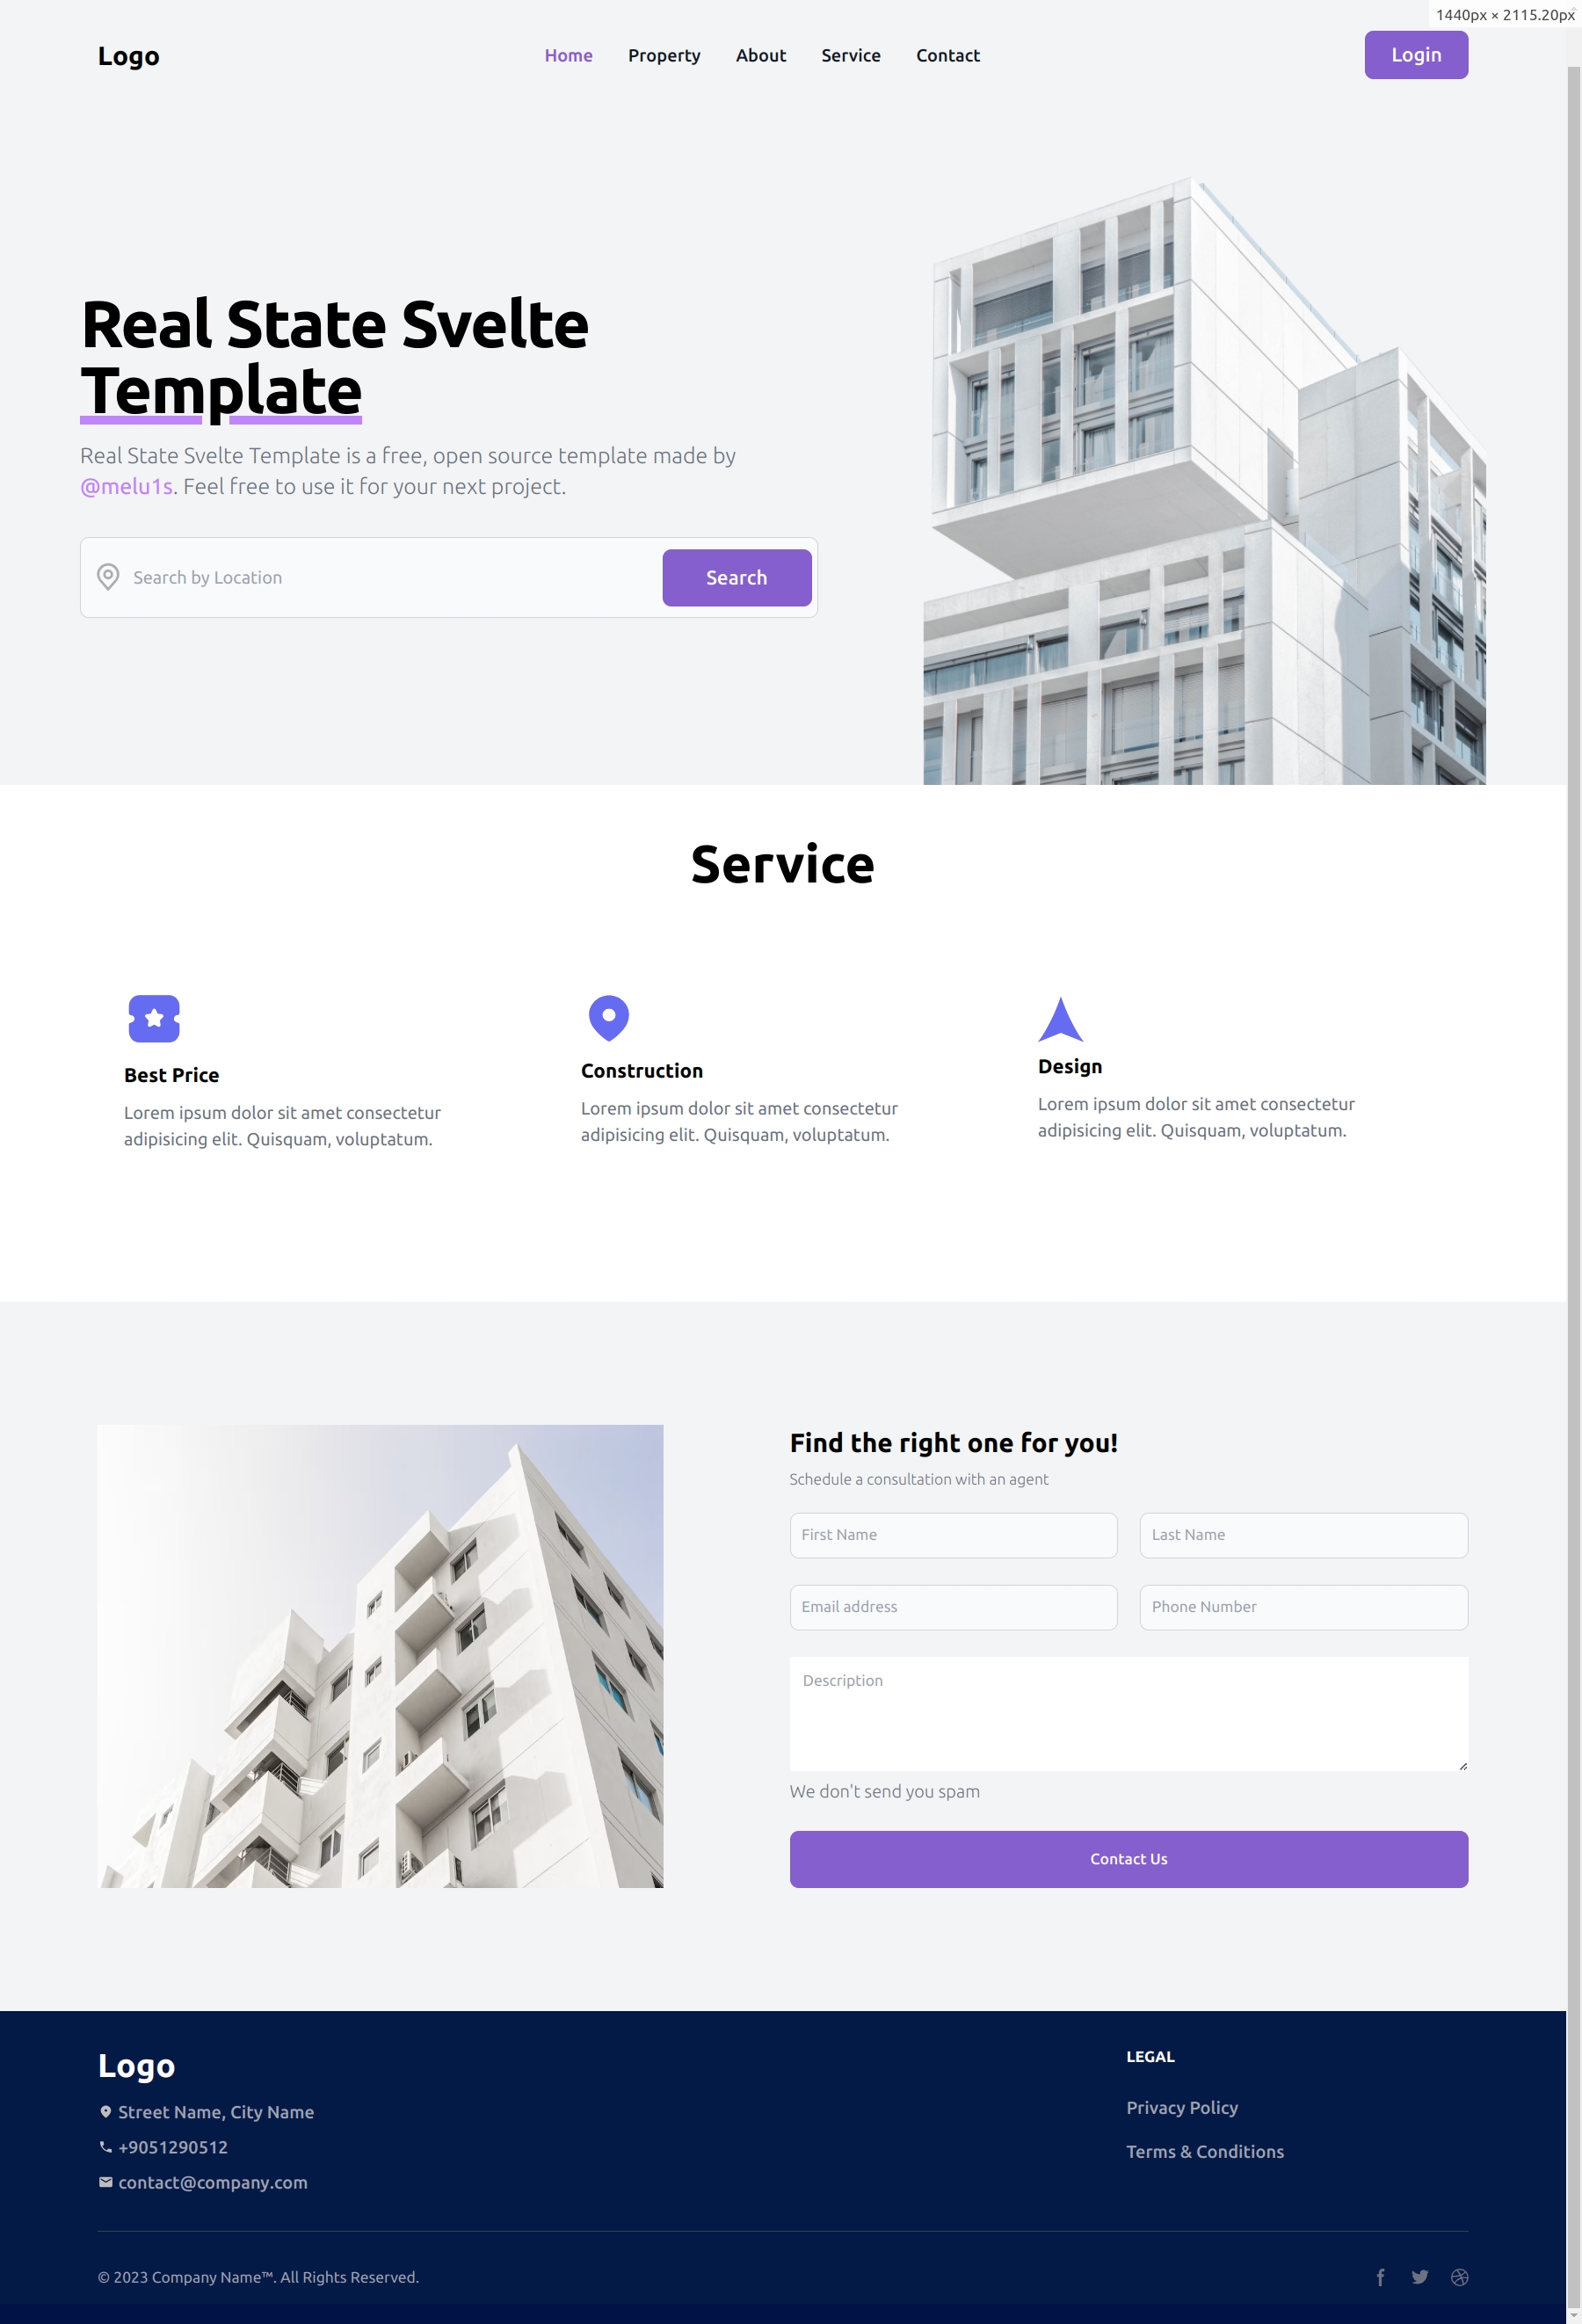 1440px × 2115.20px
Logo
Home
Property
About
Service
Contact
Login
Real State Svelte
Template
Real State Svelte Template is a free, open source template made by
@melu1s. Feel free to use it for your next project.
Search by Location
Search
Service
Best Price
Lorem ipsum dolor sit amet consectetur
adipisicing elit. Quisquam, voluptatum.
Construction
Lorem ipsum dolor sit amet consectetur
adipisicing elit. Quisquam, voluptatum.
Design
Lorem ipsum dolor sit amet consectetur
adipisicing elit. Quisquam, voluptatum.
Find the right one for you!
Schedule a consultation with an agent
First Name
Last Name
Email address
Phone Number
Description
We don't send you spam
Contact Us
Logo
Street Name, City Name
+9051290512
contact@company.com
LEGAL
Privacy Policy
Terms & Conditions
© 2023 Company Name™. All Rights Reserved.